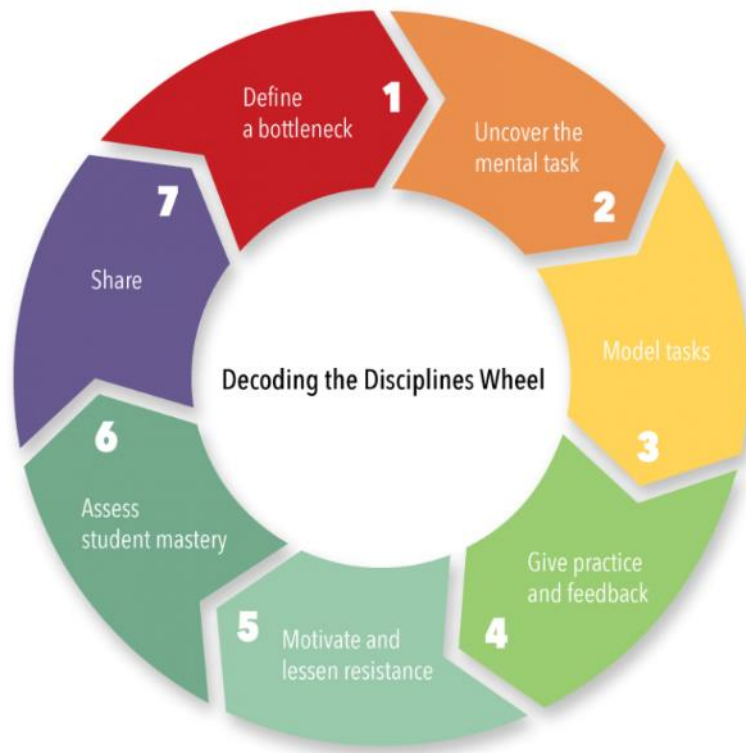 Define
a bottleneck
1
Uncover the
mental task
2
Model tasks
3
Give practice
and feedback
4
Motivate and
lessen resistance
5
Assess
student mastery
6
Share
7
Decoding the Disciplines Wheel